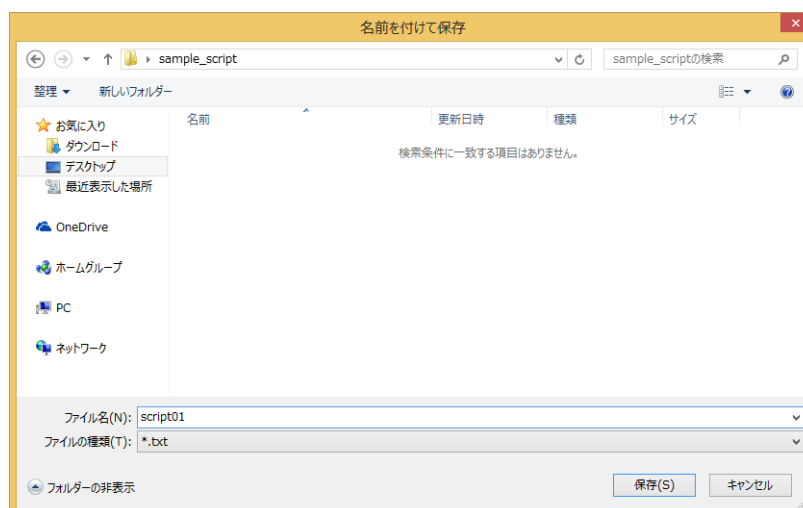 名前を付けて保存
sample_script
sample_scriptの検索
整理 新しいフォルダー
名前 更新日時 種類 サイズ
検索条件に一致する項目はありません。
お気に入り
ダウンロード
デスクトップ
最近表示した場所
OneDrive
ホームグループ
PC
ネットワーク
ファイル名(N): script01
ファイルの種類(T): *.txt
フォルダーの非表示 保存(S) キャンセル